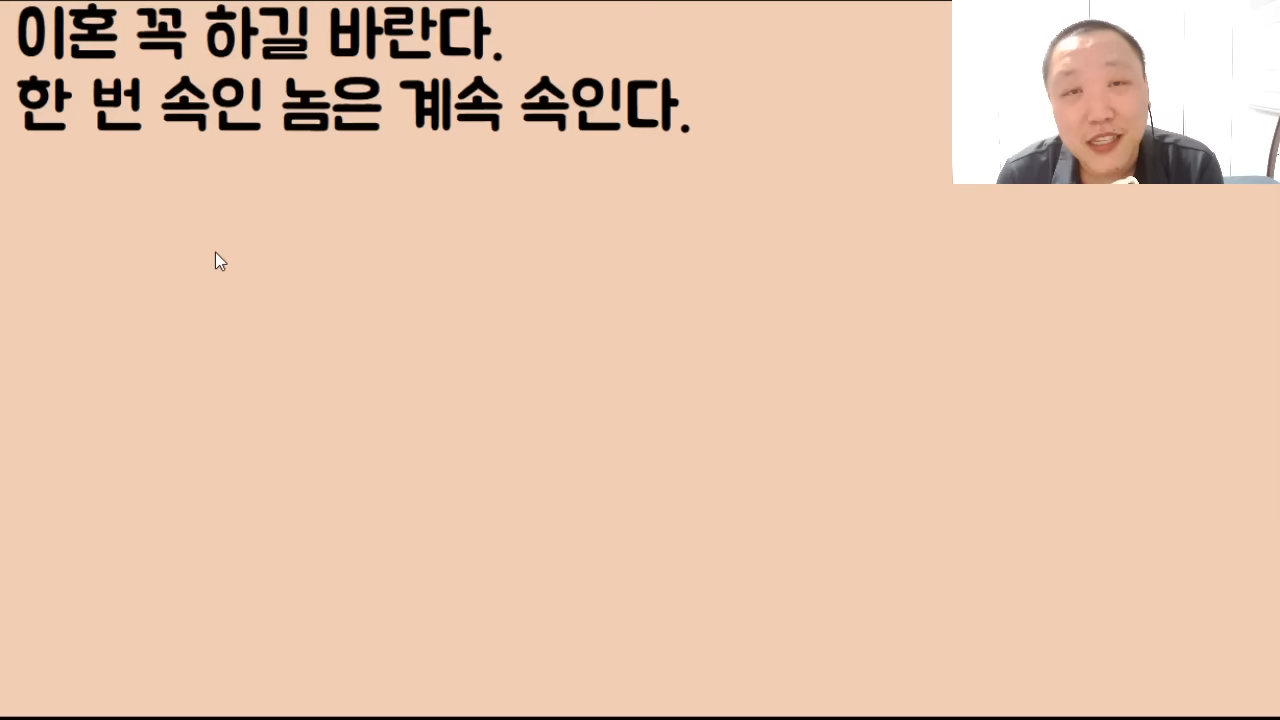 이혼 꼭 하길 바란다.
한 번 속인 놈은 계속 속인다.